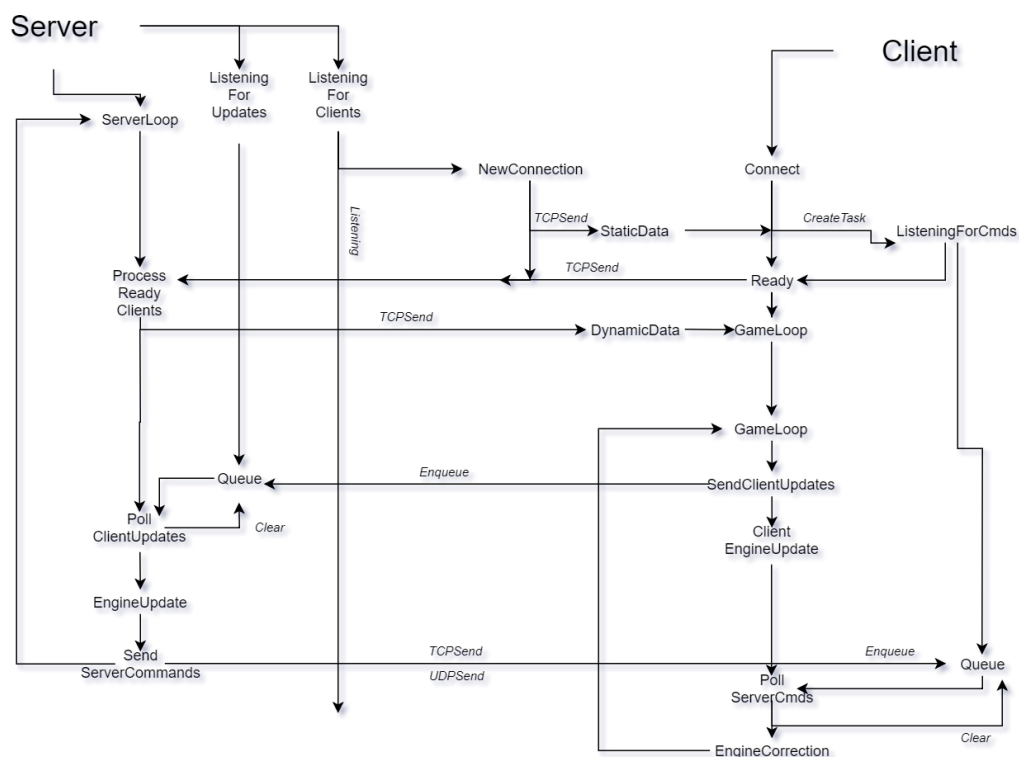 Server
Client
Listening
For
Updates
Listening
For
Clients
ServerLoop
NewConnection
Connect
Listening
TCPSend
StaticData
CreateTask
ListeningForCmds
Process
Ready
Clients
TCPSend
Ready
TCPSend
DynamicData
GameLoop
GameLoop
Queue
Enqueue
SendClientUpdates
Poll
ClientUpdates
Clear
Client
EngineUpdate
EngineUpdate
Send
ServerCommands
TCPSend
UDPSend
Enqueue
Queue
Poll
ServerCmds
Clear
EngineCorrection